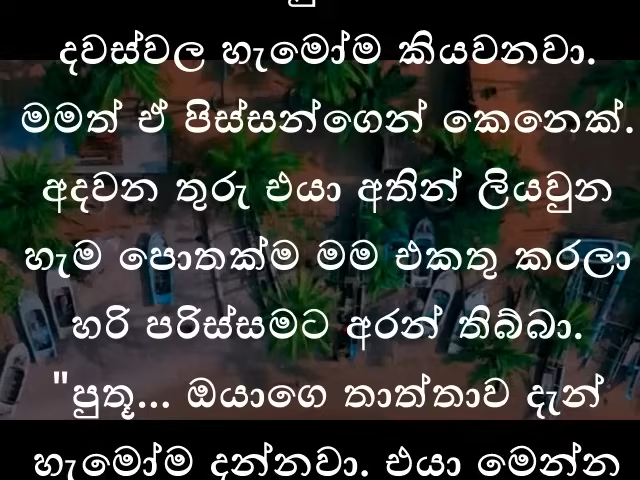 දවස්වල හැමෝම කියවනවා.
මමත් ඒ පිස්සන්ගෙන් කෙනෙක්.
අදවන තුරු එයා අතින් ලියවුන
හැම පොතක්ම මම එකතු කරලා
හරි පරිස්සමට අරන් තිබ්බා.
"පුතූ... ඔයාගෙ තාත්තාව දැන්
හැමෝම දන්නවා. එයා මෙන්න